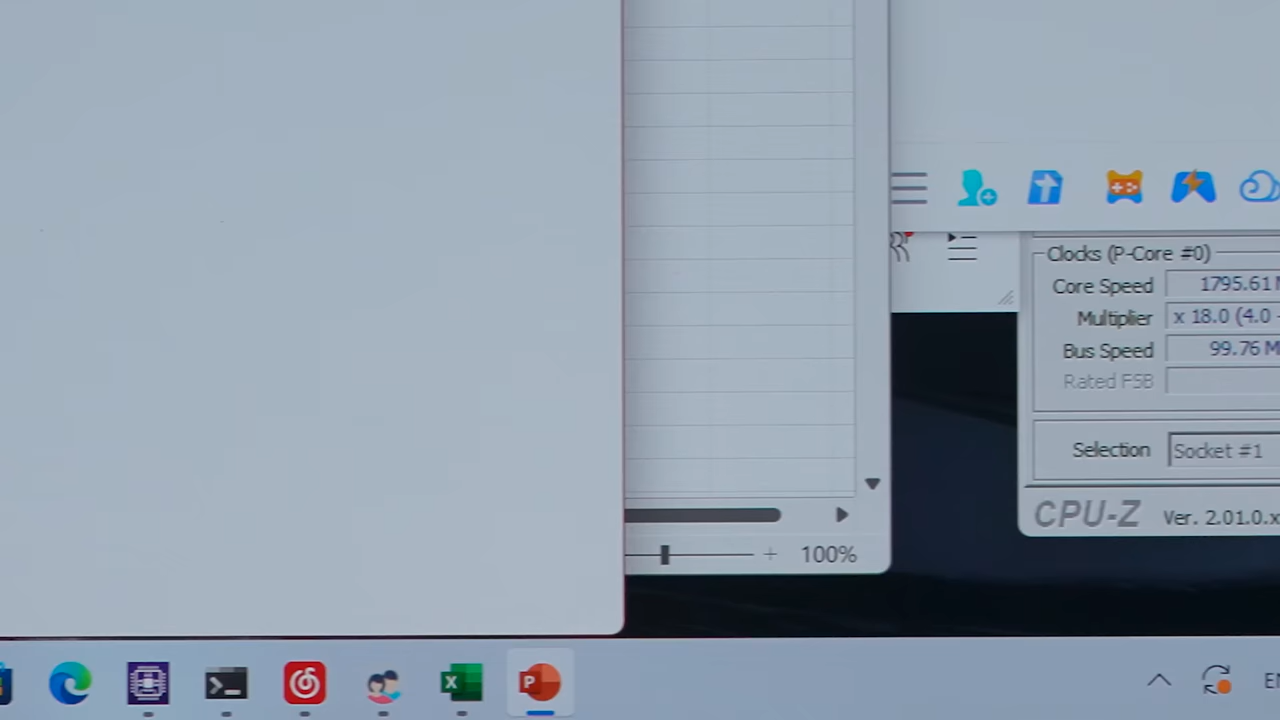 Clocks (P-Core #0)
Core Speed 1795.61
Multiplier x 18.0 (4.0 -
Bus Speed 99.76 M
Rated FSB
Selection Socket #1
CPU-Z Ver. 2.01.0.x
100%
X
P
EN